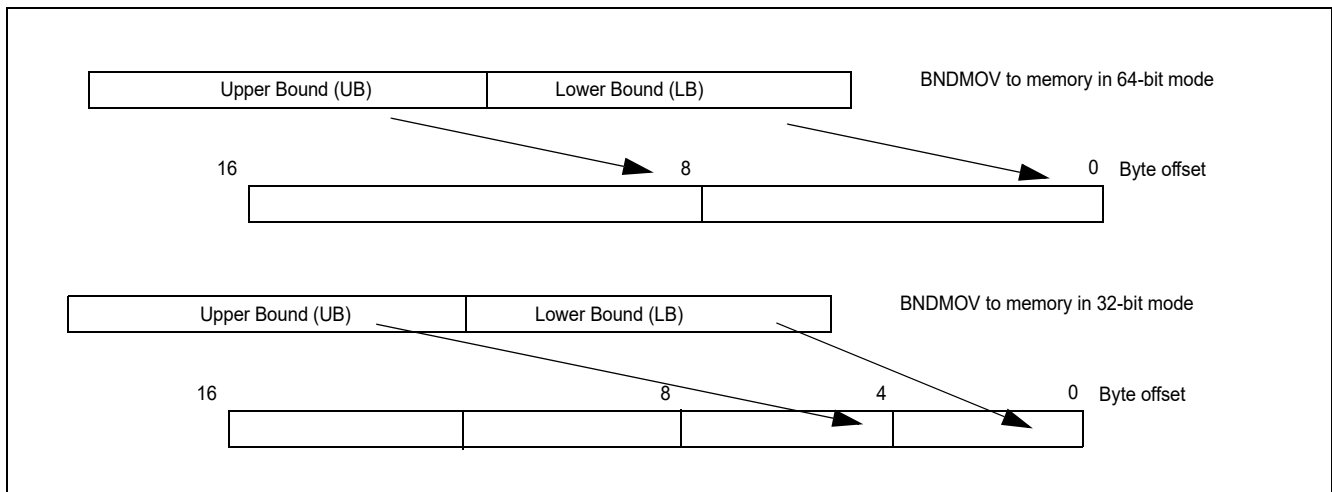 Upper Bound (UB) Lower Bound (LB) BNDMOV to memory in 64-bit mode
16 8 0 Byte offset
Upper Bound (UB) Lower Bound (LB) BNDMOV to memory in 32-bit mode
16 8 4 0 Byte offset